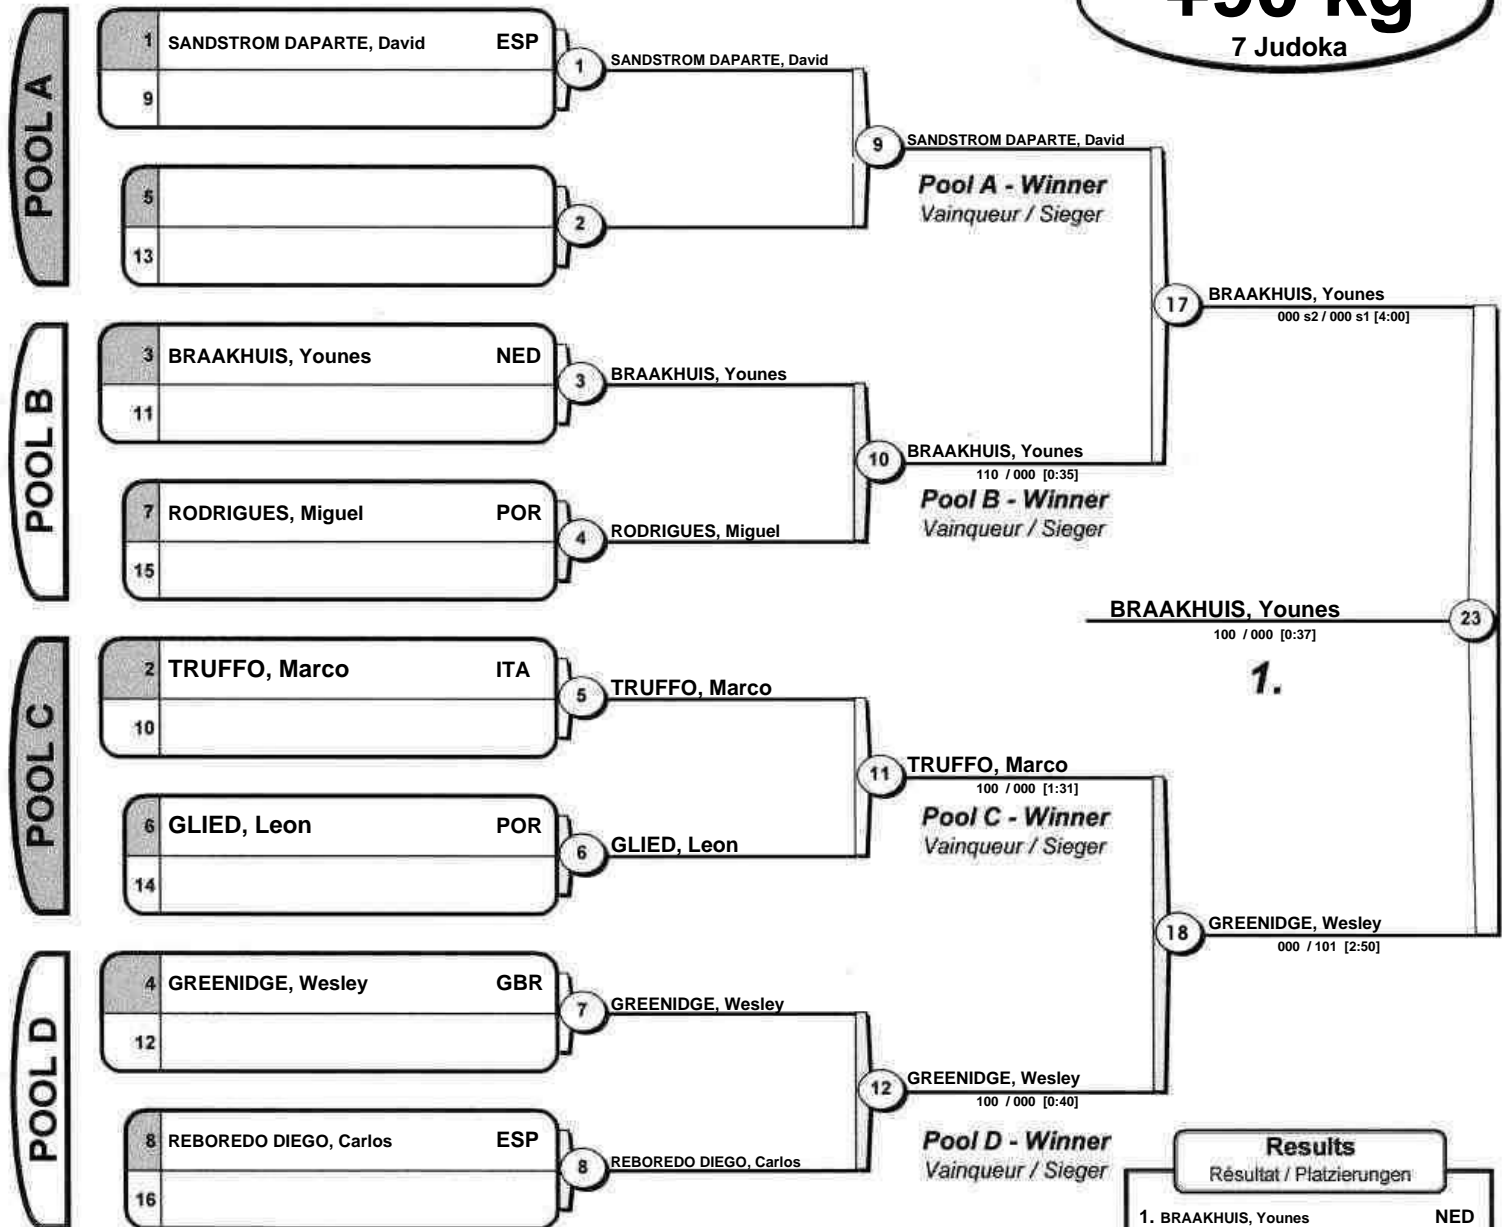 7 Judoka
POOL A
1 SANDSTROM DAPARTE, David ESP
9
1 SANDSTROM DAPARTE, David
5
13
2
9 SANDSTROM DAPARTE, David
Pool A - Winner
Vainqueur / Sieger
POOL B
3 BRAAKHUIS, Younes NED
11
3 BRAAKHUIS, Younes
7 RODRIGUES, Miguel POR
15
4 RODRIGUES, Miguel
10 BRAAKHUIS, Younes
110 / 000 [0:35]
Pool B - Winner
Vainqueur / Sieger
17 BRAAKHUIS, Younes
000 s2 / 000 s1 [4:00]
POOL C
2 TRUFFO, Marco ITA
10
5 TRUFFO, Marco
6 GLIED, Leon POR
14
6 GLIED, Leon
11 TRUFFO, Marco
100 / 000 [1:31]
Pool C - Winner
Vainqueur / Sieger
POOL D
4 GREENIDGE, Wesley GBR
12
7 GREENIDGE, Wesley
8 REBOREDO DIEGO, Carlos ESP
16
8 REBOREDO DIEGO, Carlos
12 GREENIDGE, Wesley
100 / 000 [0:40]
Pool D - Winner
Vainqueur / Sieger
18 GREENIDGE, Wesley
000 / 101 [2:50]
BRAAKHUIS, Younes 23
100 / 000 [0:37]
1.
Results
Résultat / Platzierungen
1. BRAAKHUIS, Younes NED